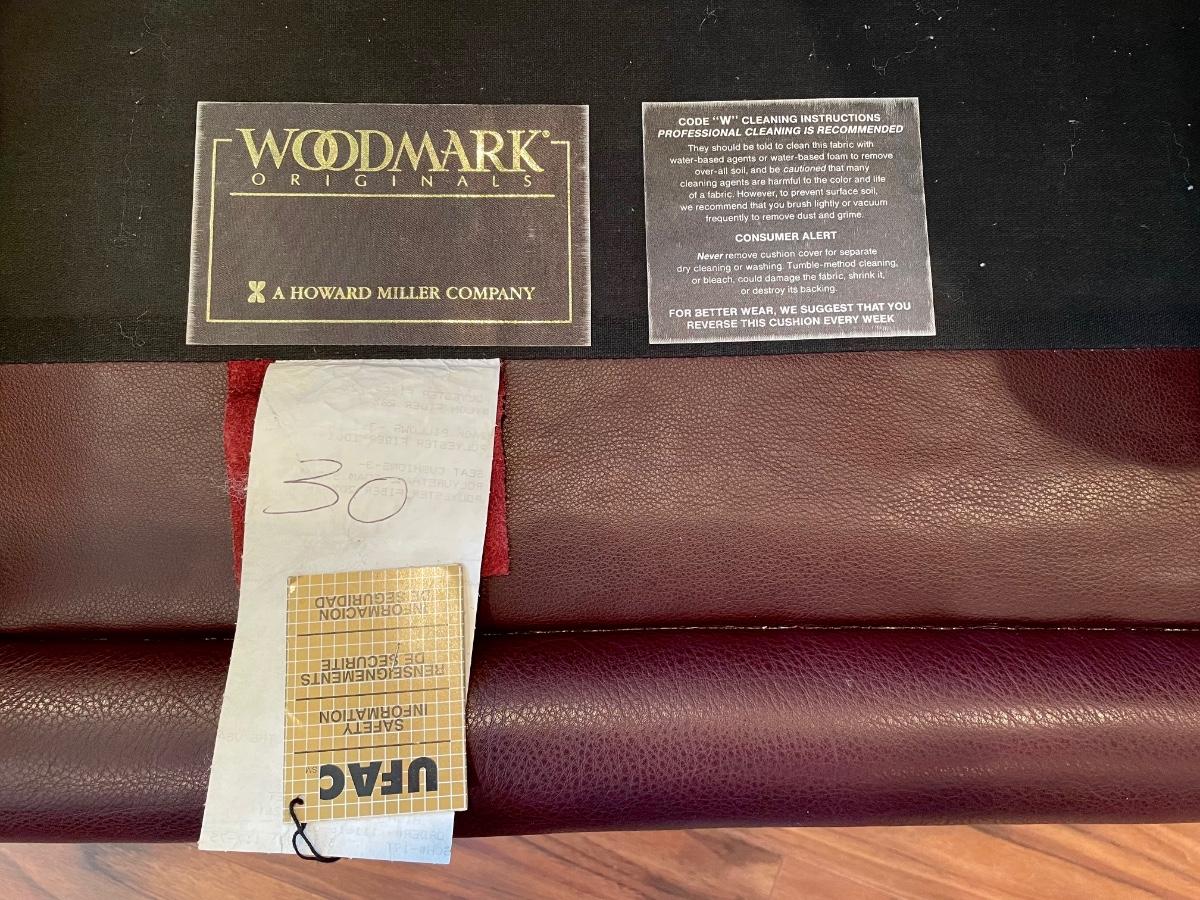 WOODMARK®
ORIGINALS
A HOWARD MILLER COMPANY
CODE "W" CLEANING INSTRUCTIONS
PROFESSIONAL CLEANING IS RECOMMENDED
They should be told to clean this fabric with
water-based agents or water-based foam to remove
over-all soil, and be cautioned that many
cleaning agents are harmful to the color and life
of a fabric. However, to prevent surface soil,
we recommend that you brush lightly or vacuum
frequently to remove dust and grime.
CONSUMER ALERT
Never remove cushion cover for separate
dry cleaning or washing. Tumble-method cleaning,
or bleach, could damage the fabric, shrink it,
or destroy its backing.
FOR BETTER WEAR, WE SUGGEST THAT YOU
REVERSE THIS CUSHION EVERY WEEK
POLYESTER
SEAT CUSHIONS-3-
30
UFAC SM
SAFETY
INFORMATION
RENSEIGNEMENTS
DE SECURITE
INFORMACION
DE SEGURIDAD